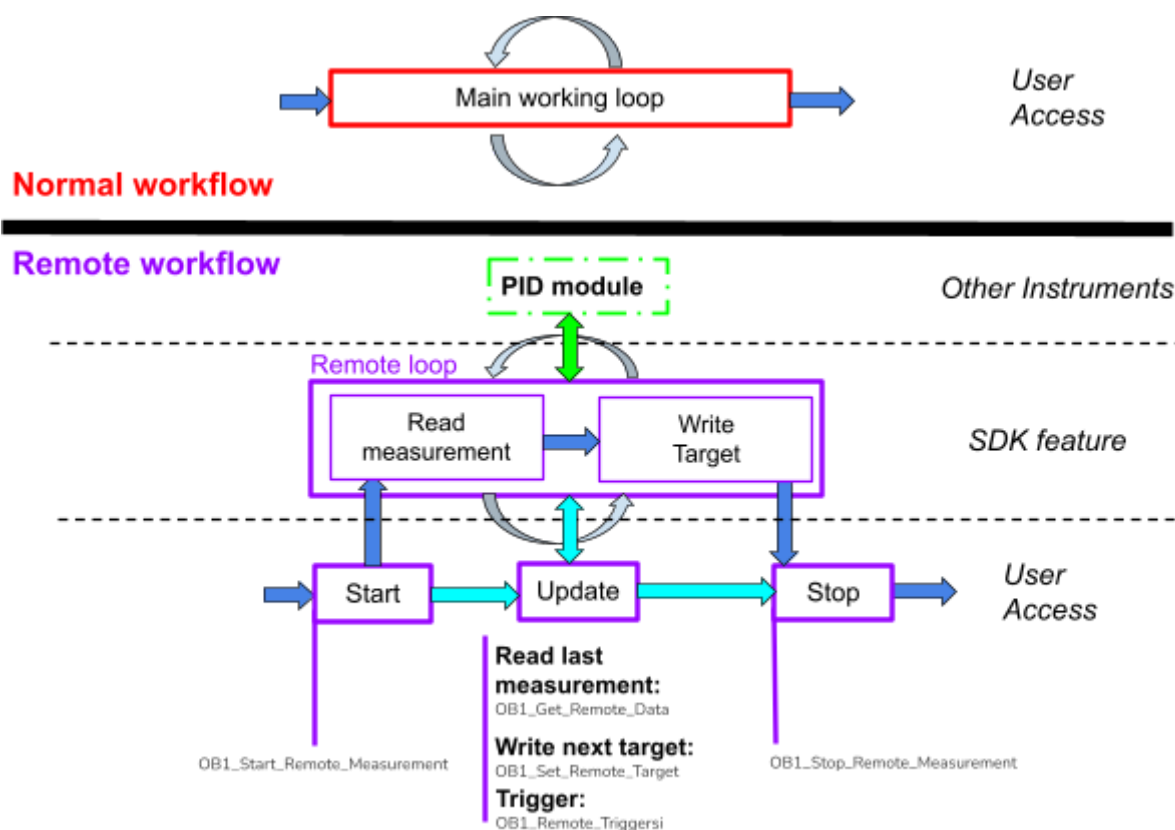 Main working loop
User
Access
Normal workflow
Remote workflow
PID module
Other Instruments
Remote loop
Read
measurement
Write
Target
SDK feature
Start
Update
Stop
User
Access
Read last
measurement:
OB1_Get_Remote_Data
OB1_Start_Remote_Measurement
Write next target:
OB1_Set_Remote_Target
OB1_Stop_Remote_Measurement
Trigger:
OB1_Remote_Triggersi